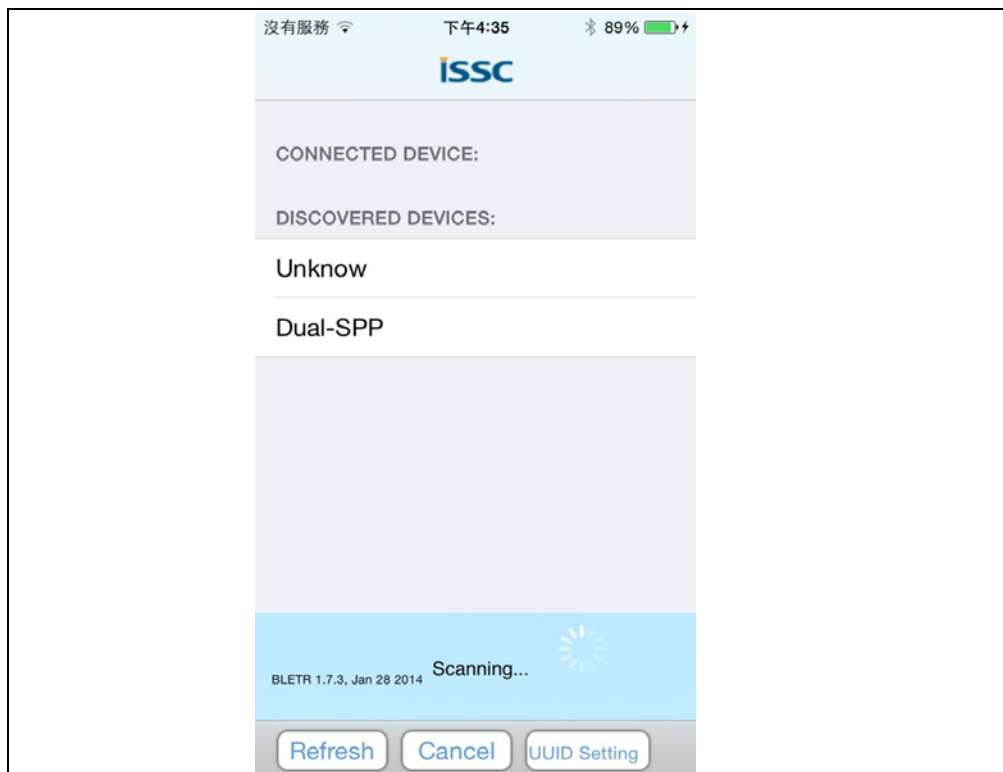 沒有服務 下午4:35 89%
issc
CONNECTED DEVICE:
DISCOVERED DEVICES:
Unknow
Dual-SPP
BLETR 1.7.3, Jan 28 2014 Scanning...
Refresh Cancel UUID Setting